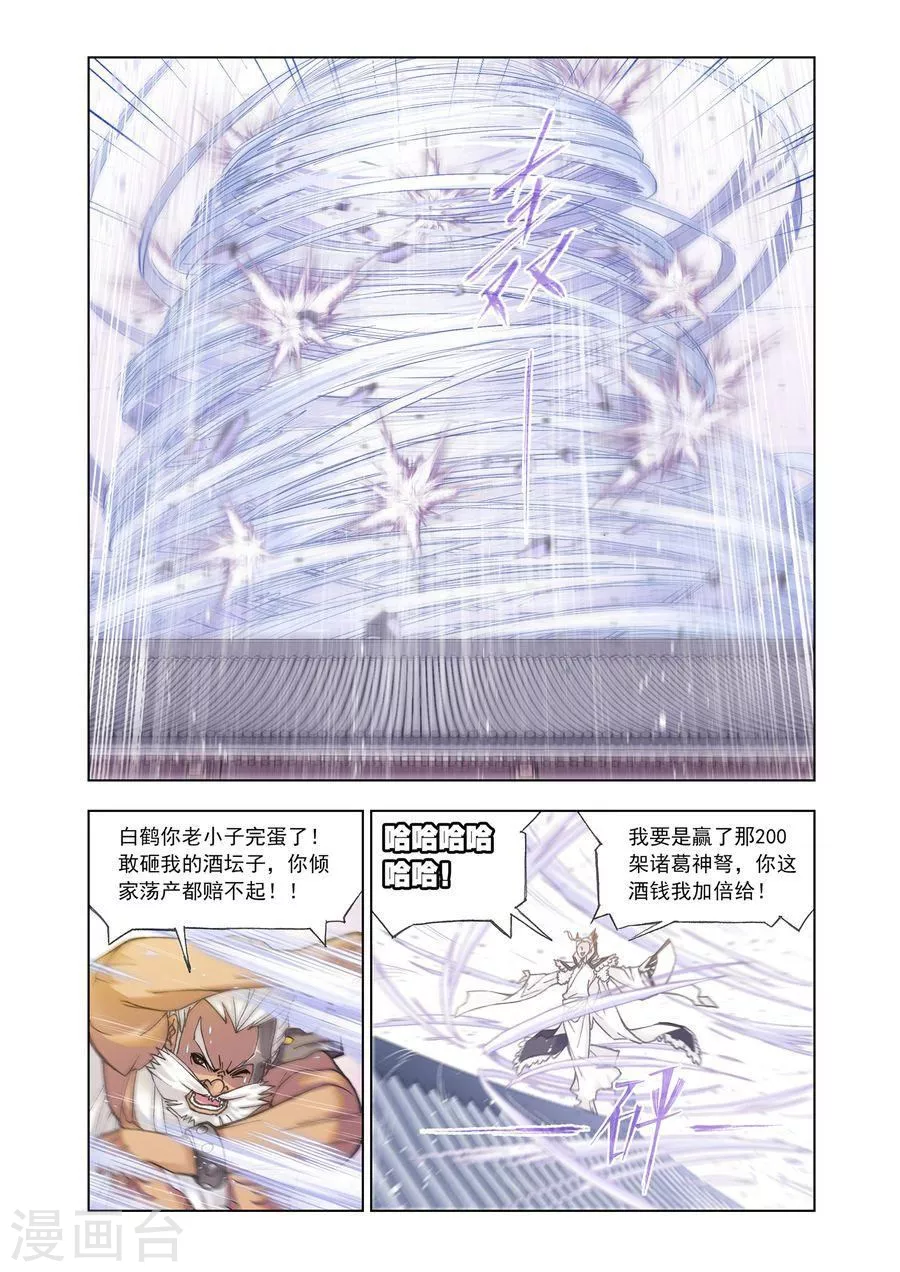 轰
白鹤你老小子完蛋了！
敢砸我的酒坛子，你倾
家荡产都赔不起！！
哈哈哈哈
哈哈！
我要是赢了那200
架诸葛神弩，你这
酒钱我加倍给！
砰
漫画台